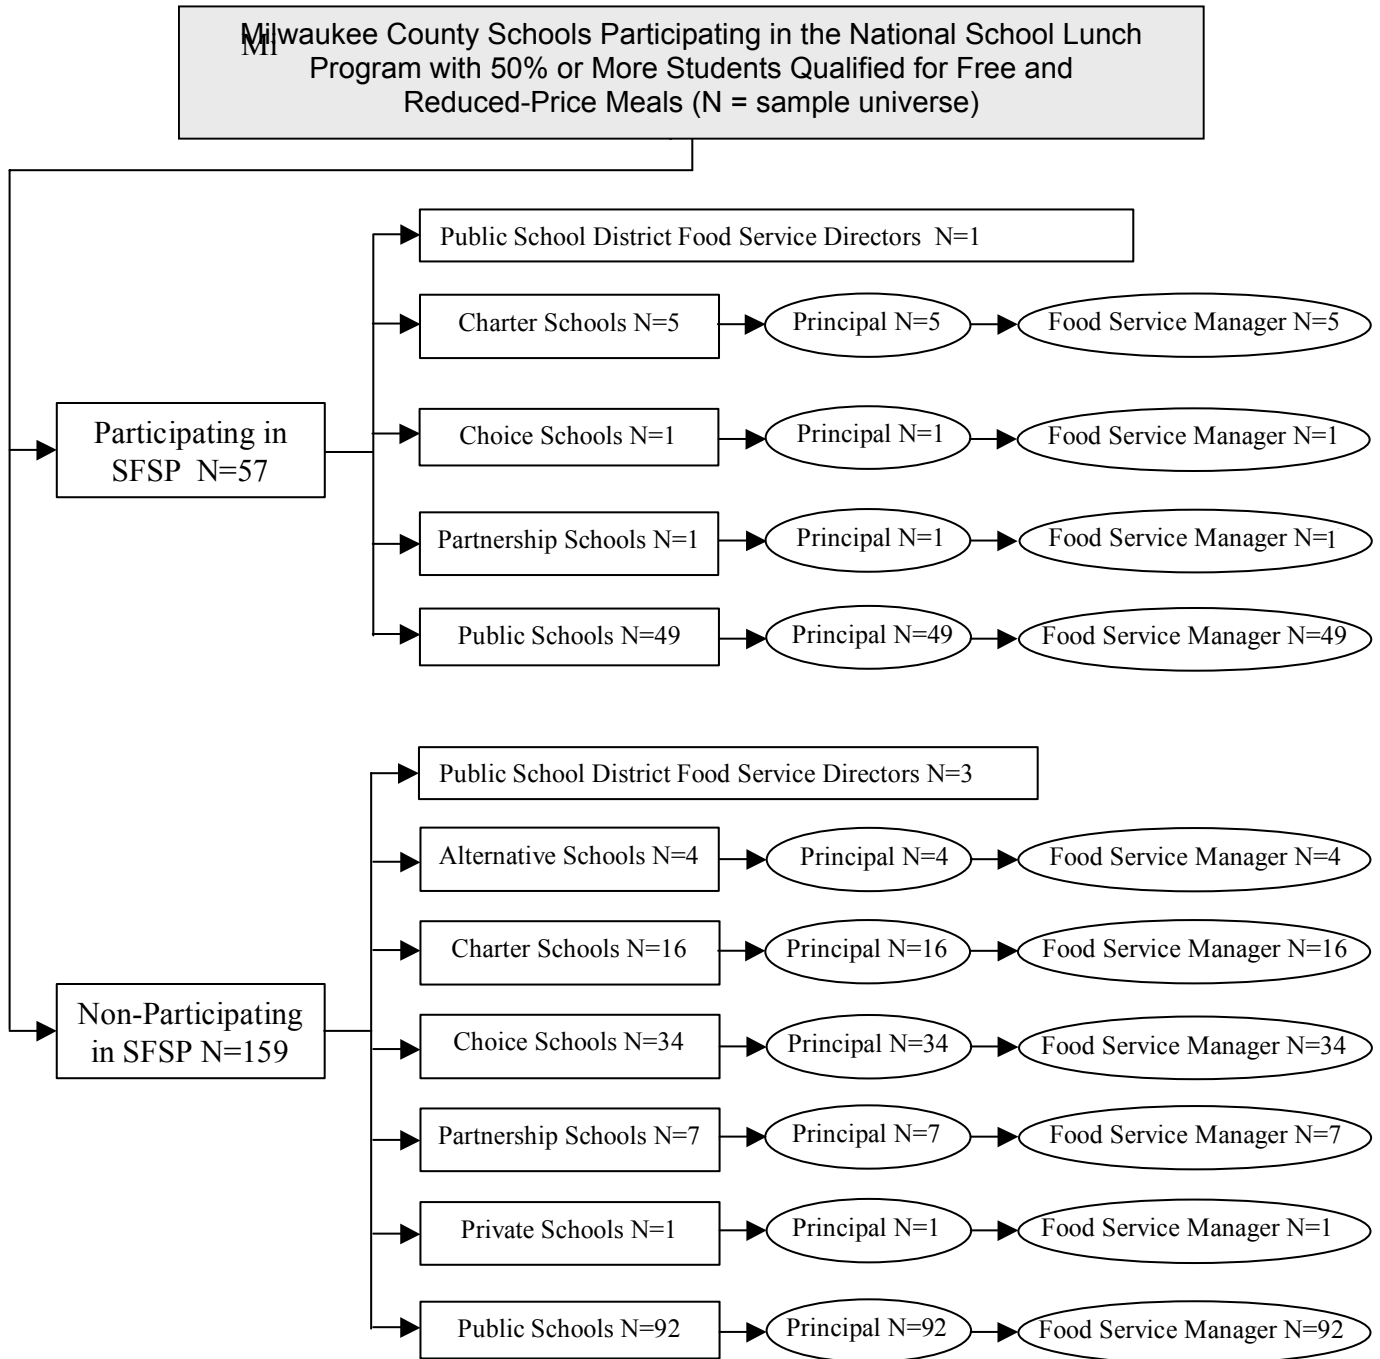 Milwaukee County Schools Participating in the National School Lunch
Mi
Program with 50% or More Students Qualified for Free and
Reduced-Price Meals (N = sample universe)
Public School District Food Service Directors  N=1
Charter Schools N=5
Principal N=5
Food Service Manager N=5
Participating in
SFSP  N=57
Choice Schools N=1
Principal N=1
Food Service Manager N=1
Partnership Schools N=1
Principal N=1
Food Service Manager N=1
Public Schools N=49
Principal N=49
Food Service Manager N=49
Public School District Food Service Directors N=3
Alternative Schools N=4
Principal N=4
Food Service Manager N=4
Charter Schools N=16
Principal N=16
Food Service Manager N=16
Non-Participating
in SFSP N=159
Choice Schools N=34
Principal N=34
Food Service Manager N=34
Partnership Schools N=7
Principal N=7
Food Service Manager N=7
Private Schools N=1
Principal N=1
Food Service Manager N=1
Public Schools N=92
Principal N=92
Food Service Manager N=92